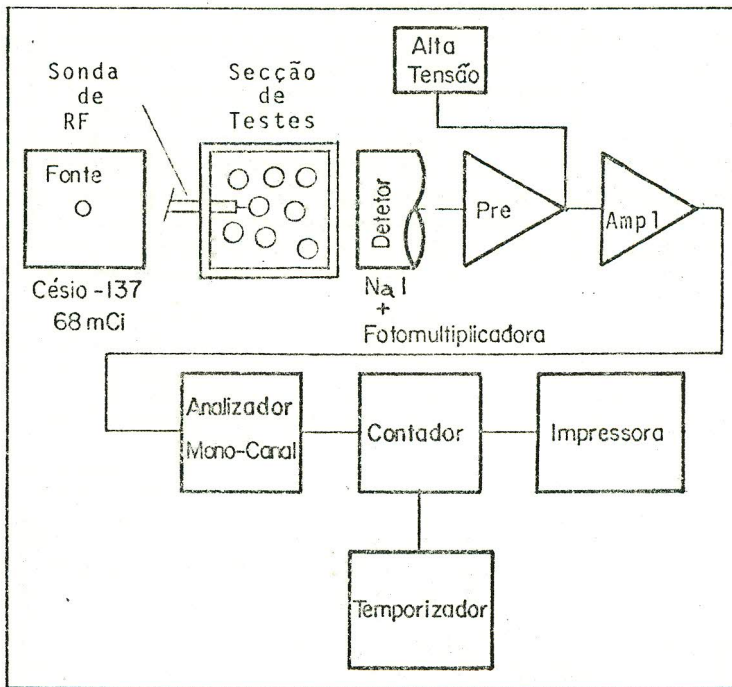 Alta
Tensão
Sonda
de
RF
Secção
de
Testes
Fonte
Detetor
Pre
Ampl
Césio -137
68 mCi
NaI
+
Fotomultiplicadora
Analizador
Mono-Canal
Contador
Impressora
Temporizador